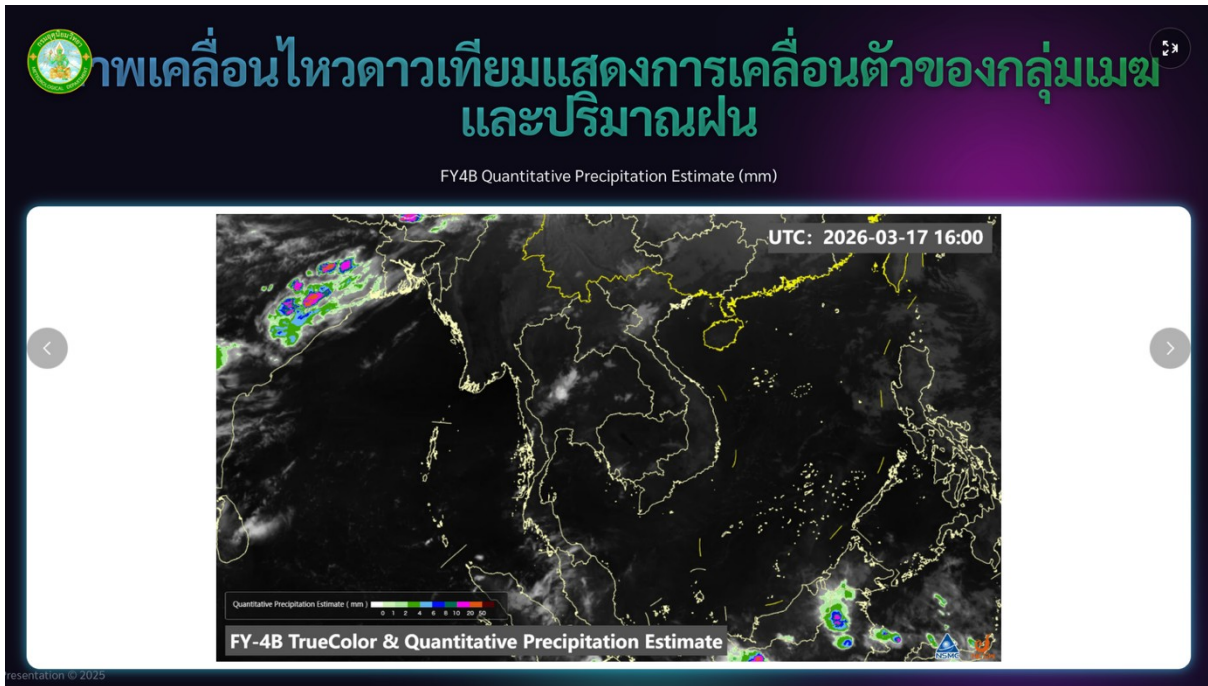 าพเคลื่อนไหวดาวเทียมแสดงการเคลื่อนตัวของกลุ่มเมฆ
และปริมาณฝน
FY4B Quantitative Precipitation Estimate (mm)
UTC: 2026-03-17 16:00
Quantitative Precipitation Estimate ( mm )
0 1 2 4 6 8 10 20 50
FY-4B TrueColor & Quantitative Precipitation Estimate
NSMC
resentation © 2025